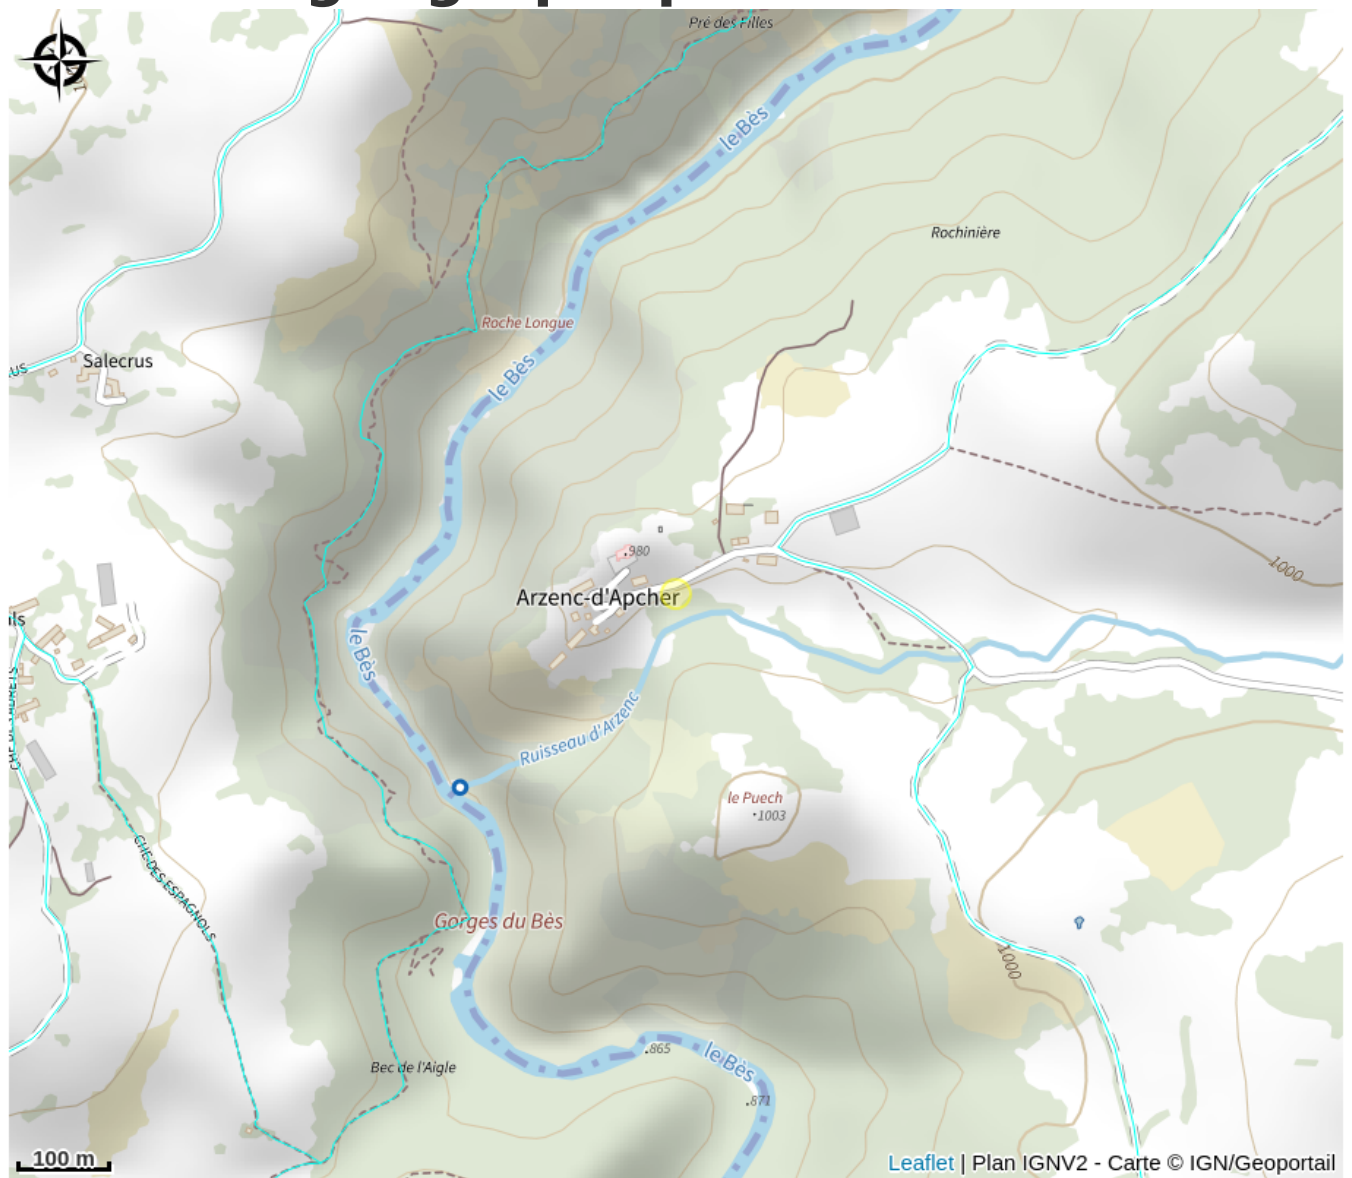 Pré des Filles
le Bès
Rochinière
Roche Longue
Salecrus
le Bès
980
1000
Arzenc-d'Apcher
le Bès
Ruisseau d'Arzenc
le Puech
1003
CHE DES ESPAGNOLS
Gorges du Bès
1000
865
le Bès
Bec de l'Aigle
871
100 m
Leaflet | Plan IGNV2 - Carte © IGN/Geoportail